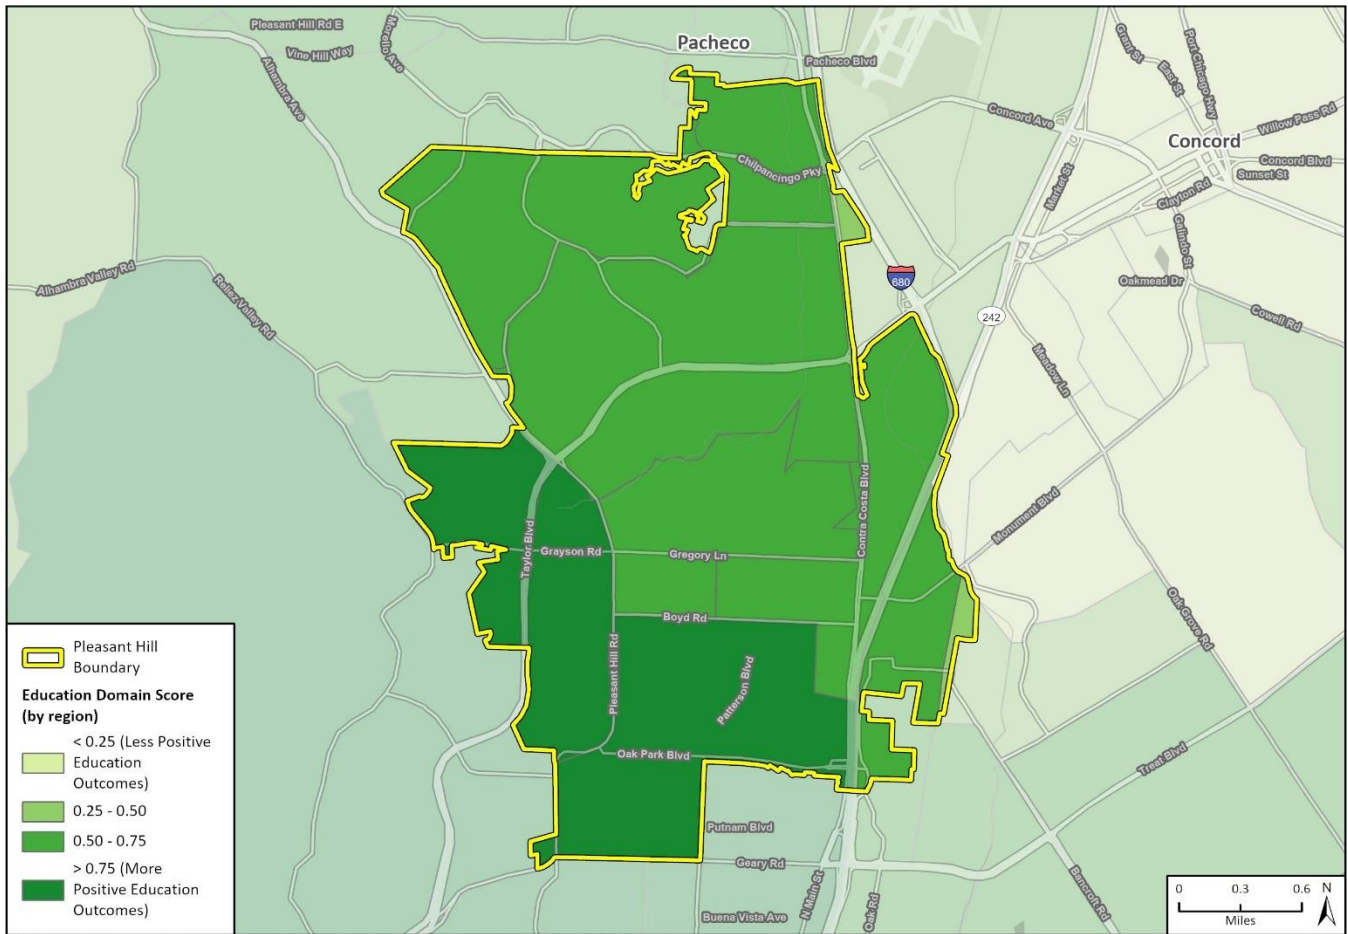 Pleasant Hill Rd E
Vine Hill Way
Morello Ave
Alhambra Ave
Pacheco
Pacheco Blvd
Concord Ave
Grant St
East St
Port Chicago Hwy
Willow Pass Rd
Concord
Concord Blvd
Sunset St
Clayton Rd
Market St
Galindo St
Chilpancingo Pky
Alhambra Valley Rd
Reliez Valley Rd
680
242
Oakmead Dr
Cowell Rd
Meadow Ln
Monument Blvd
Contra Costa Blvd
Taylor Blvd
Grayson Rd
Gregory Ln
Boyd Rd
Pleasant Hill Rd
Patterson Blvd
Oak Grove Rd
Oak Park Blvd
Treat Blvd
Putnam Blvd
Geary Rd
Buena Vista Ave
N Main St
Oak Rd
Bancroft Rd
Pleasant Hill
Boundary
Education Domain Score
(by region)
< 0.25 (Less Positive
Education
Outcomes)
0.25 - 0.50
0.50 - 0.75
> 0.75 (More
Positive Education
Outcomes)
0 0.3 0.6
Miles
N